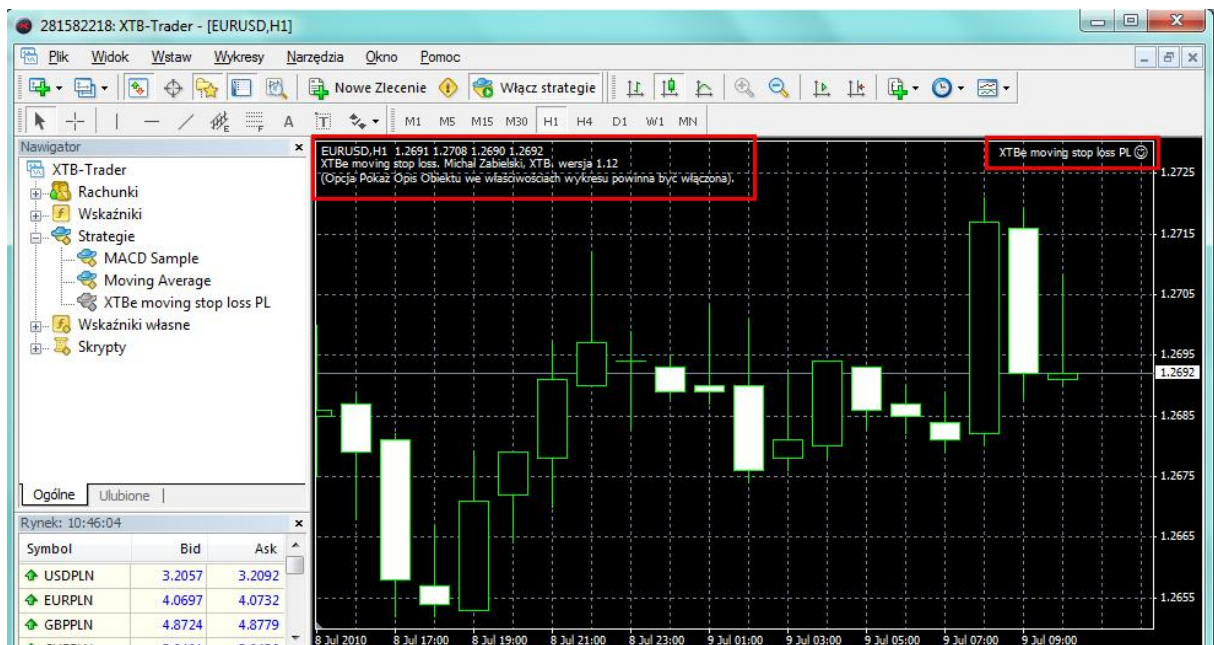 281582218: XTB-Trader - [EURUSD,H1]
Plik Widok Wstaw Wykresy Narzędzia Okno Pomoc
Nowe Zlecenie Włącz strategie
A T M1 M5 M15 M30 H1 H4 D1 W1 MN
Nawigator
XTB-Trader
Rachunki
Wskaźniki
Strategie
MACD Sample
Moving Average
XTBe moving stop loss PL
Wskaźniki własne
Skrypty
Ogólne Ulubione
Rynek: 10:46:04
Symbol Bid Ask
USDPLN 3.2057 3.2092
EURPLN 4.0697 4.0732
GBPPLN 4.8724 4.8779
EURUSD,H1 1.2691 1.2708 1.2690 1.2692
XTBe moving stop loss. Michal Zabielski, XTB. wersja 1.12
(Opcja Pokaż Opis Obiektu we właściwościach wykresu powinna być włączona).
XTBe moving stop loss PL
1.2725
1.2715
1.2705
1.2695
1.2692
1.2685
1.2675
1.2665
1.2655
8 Jul 2010 8 Jul 17:00 8 Jul 19:00 8 Jul 21:00 8 Jul 23:00 9 Jul 01:00 9 Jul 03:00 9 Jul 05:00 9 Jul 07:00 9 Jul 09:00